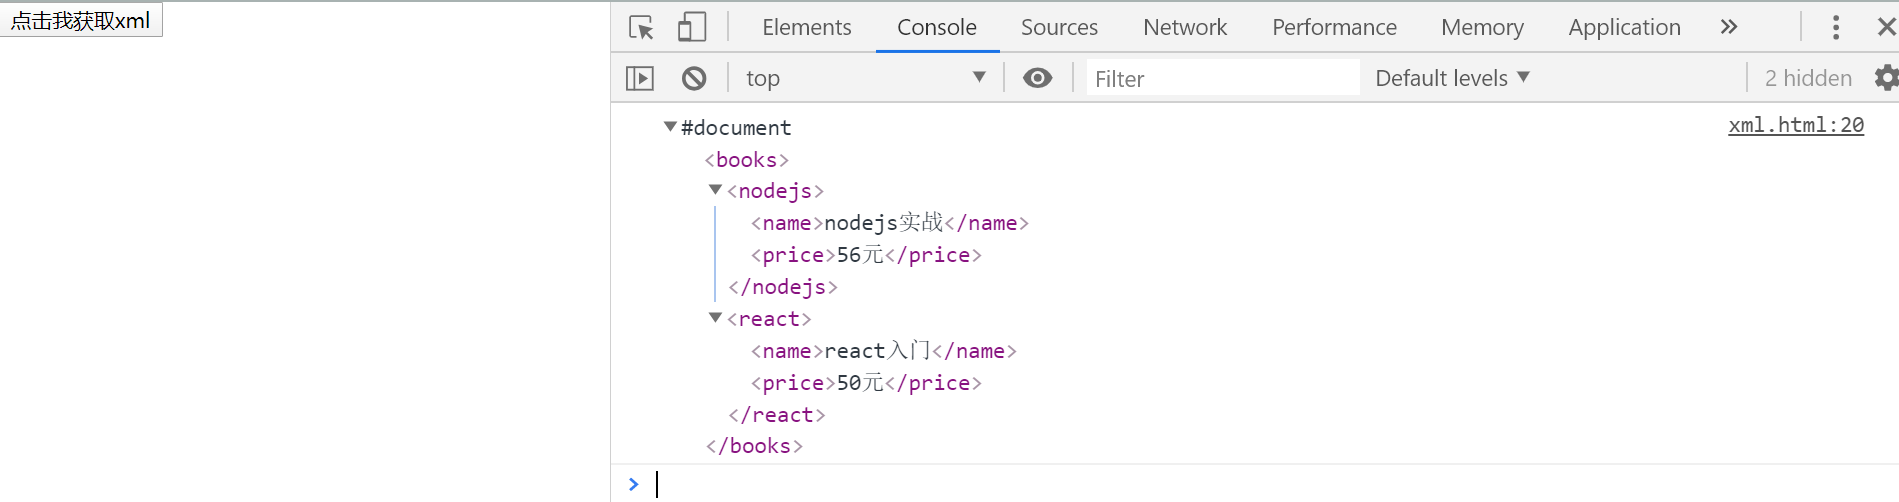 点击我获取xml
Elements Console Sources Network Performance Memory Application
top Filter Default levels 2 hidden
#document xml.html:20
<books>
<nodejs>
<name>nodejs实战</name>
<price>56元</price>
</nodejs>
<react>
<name>react入门</name>
<price>50元</price>
</react>
</books>